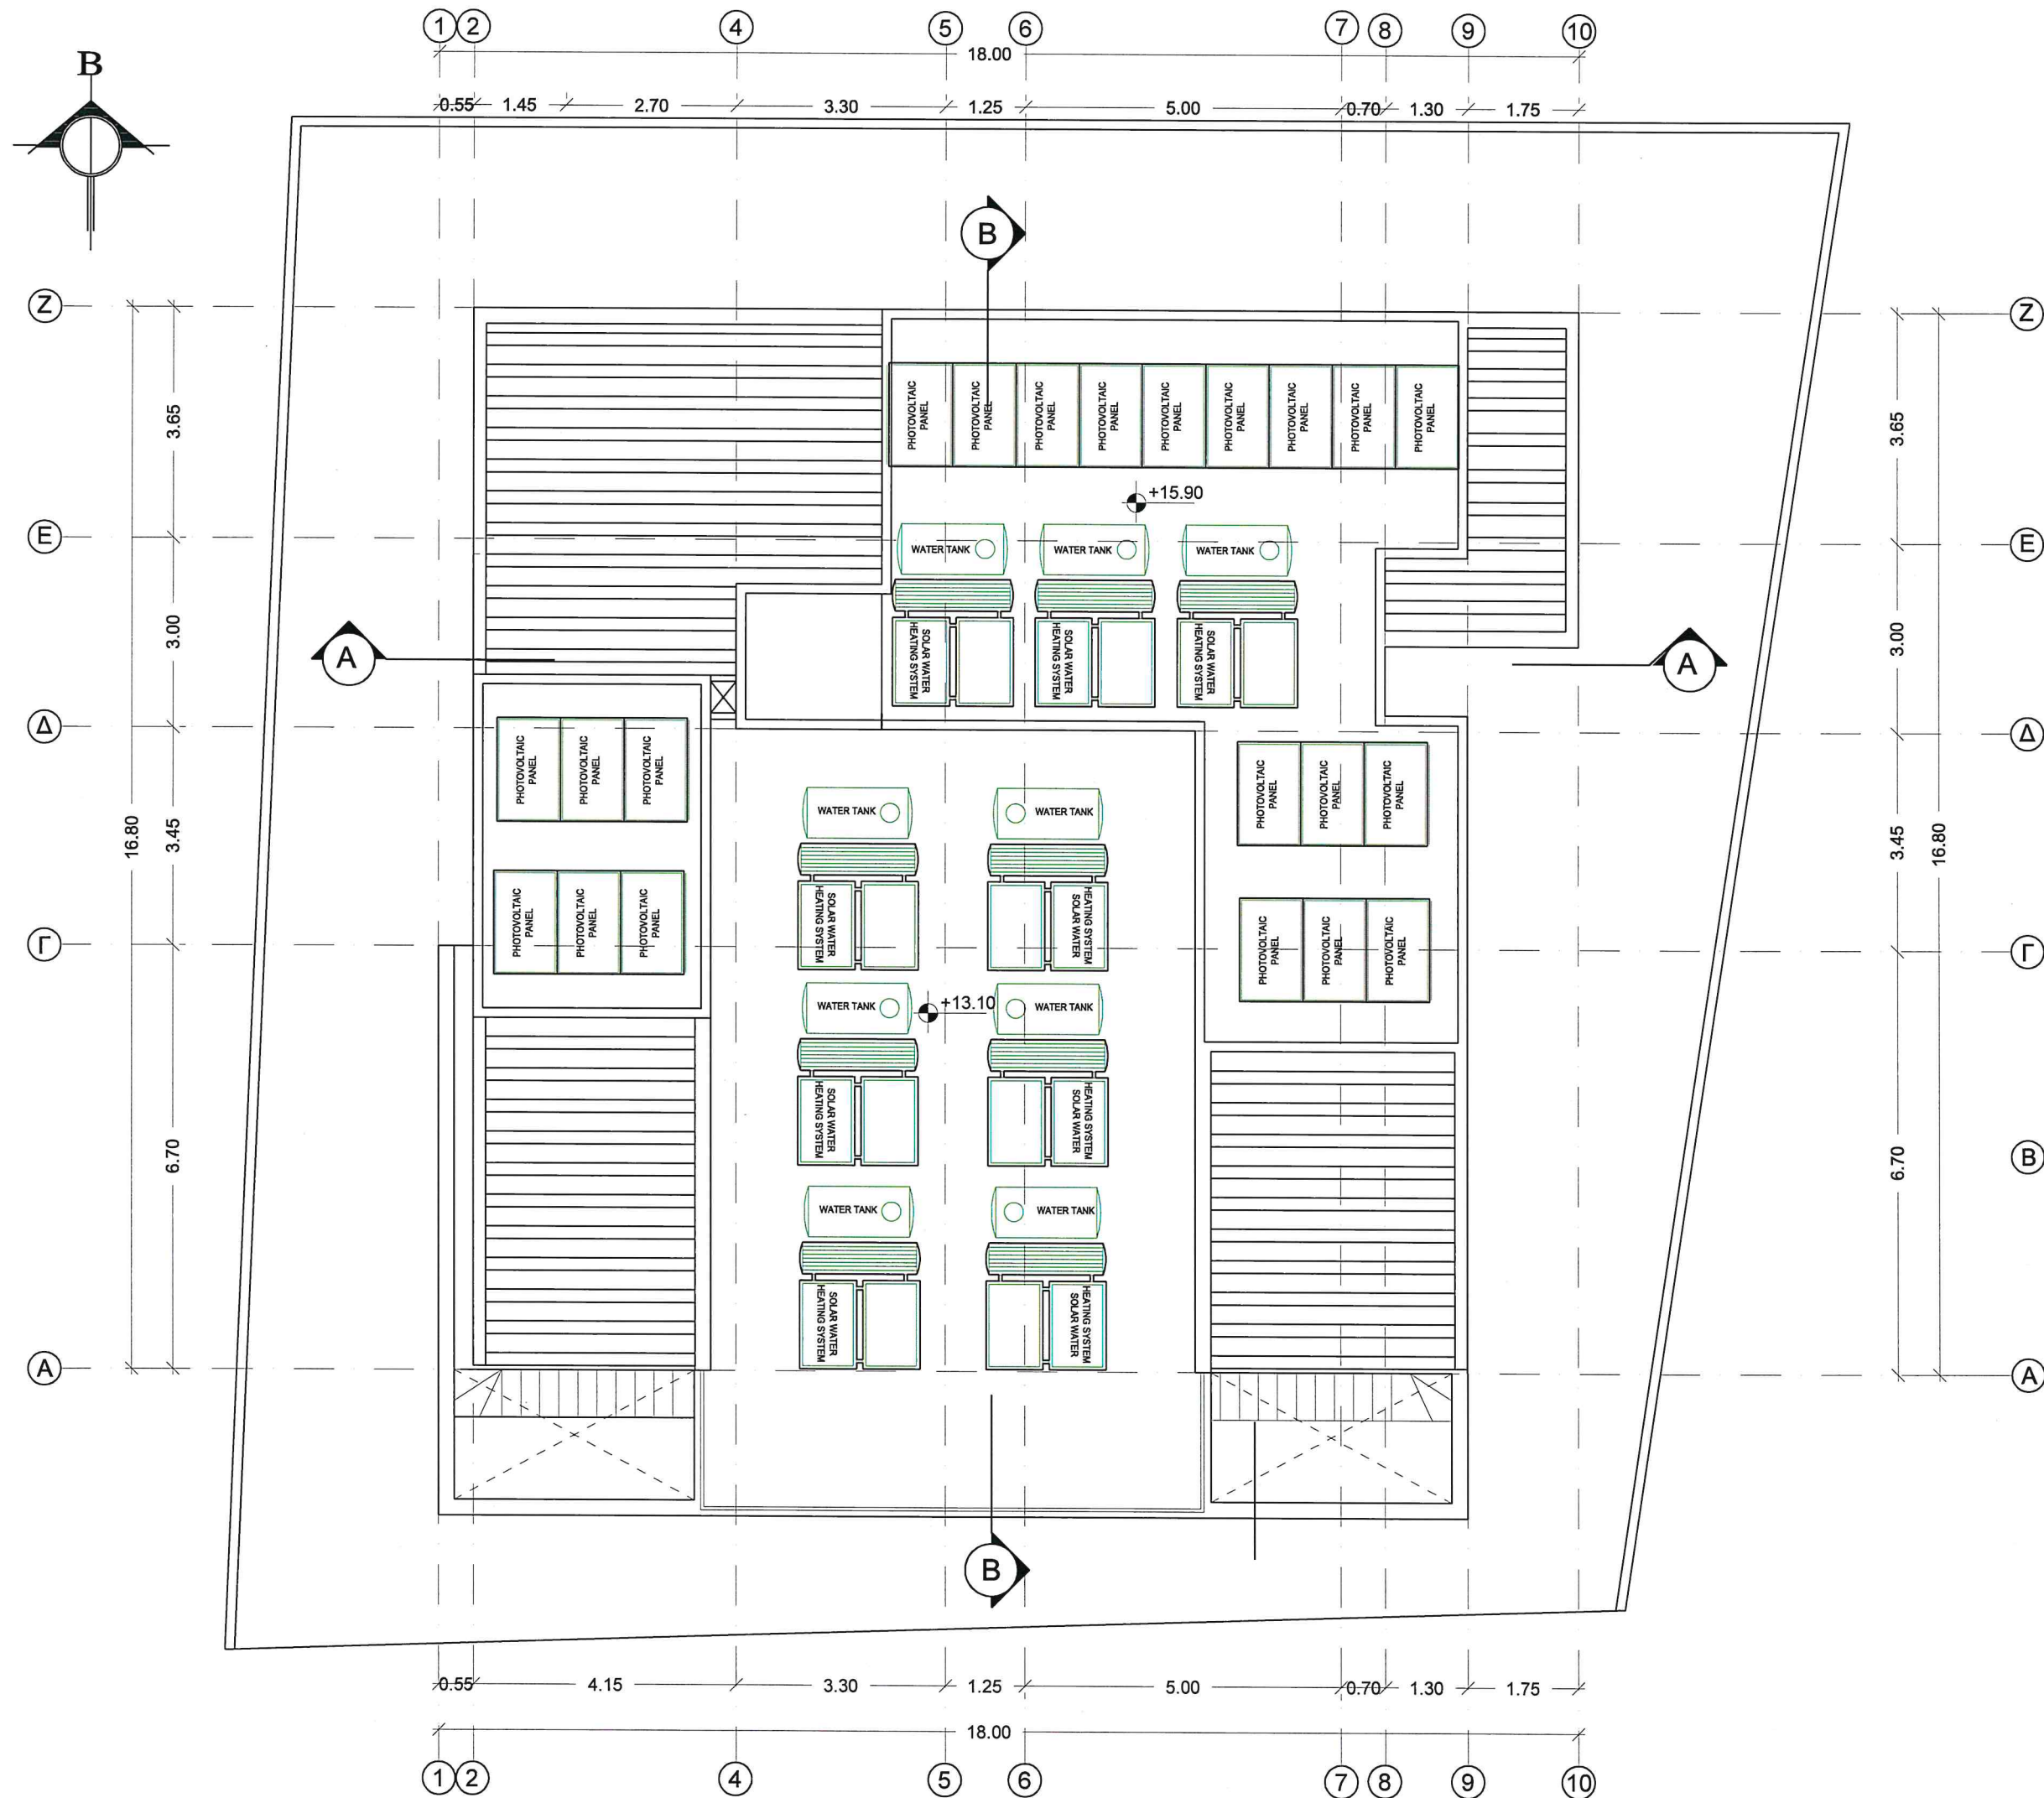 1 2 4 5 6 7 8 9 10
18.00
B
0.55 1.45 2.70 3.30 1.25 5.00 0.70 1.30 1.75
B
Z Z
3.65 3.65
PHOTOVOLTAIC
PANEL
PHOTOVOLTAIC
PANEL
PHOTOVOLTAIC
PANEL
PHOTOVOLTAIC
PANEL
PHOTOVOLTAIC
PANEL
PHOTOVOLTAIC
PANEL
PHOTOVOLTAIC
PANEL
PHOTOVOLTAIC
PANEL
PHOTOVOLTAIC
PANEL
+15.90
E E
WATER TANK WATER TANK WATER TANK
3.00 3.00
SOLAR WATER
HEATING SYSTEM
SOLAR WATER
HEATING SYSTEM
SOLAR WATER
HEATING SYSTEM
A A
Δ Δ
PHOTOVOLTAIC
PANEL
PHOTOVOLTAIC
PANEL
PHOTOVOLTAIC
PANEL
PHOTOVOLTAIC
PANEL
PHOTOVOLTAIC
PANEL
PHOTOVOLTAIC
PANEL
WATER TANK WATER TANK
16.80 3.45 3.45 16.80
SOLAR WATER
HEATING SYSTEM
HEATING SYSTEM
SOLAR WATER
PHOTOVOLTAIC
PANEL
PHOTOVOLTAIC
PANEL
PHOTOVOLTAIC
PANEL
PHOTOVOLTAIC
PANEL
PHOTOVOLTAIC
PANEL
PHOTOVOLTAIC
PANEL
Γ Γ
WATER TANK +13.10 WATER TANK
SOLAR WATER
HEATING SYSTEM
HEATING SYSTEM
SOLAR WATER
6.70 6.70 B
WATER TANK WATER TANK
SOLAR WATER
HEATING SYSTEM
HEATING SYSTEM
SOLAR WATER
A A
B
0.55 4.15 3.30 1.25 5.00 0.70 1.30 1.75
18.00
1 2 4 5 6 7 8 9 10